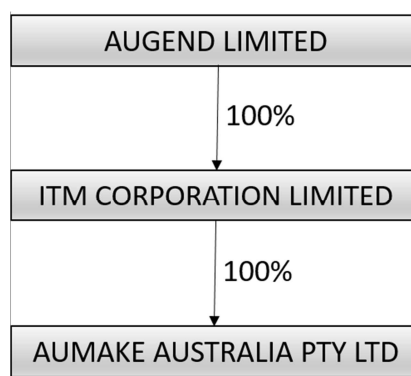 AUGEND LIMITED
100%
ITM CORPORATION LIMITED
100%
AUMAKE AUSTRALIA PTY LTD